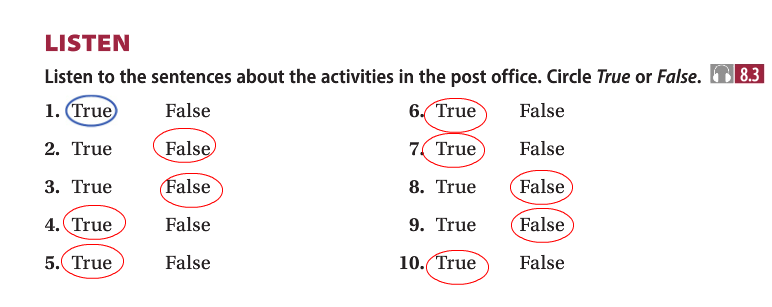 LISTEN
Listen to the sentences about the activities in the post office. Circle True or False. 8.3
1. True False
2. True False
3. True False
4. True False
5. True False
6. True False
7. True False
8. True False
9. True False
10. True False